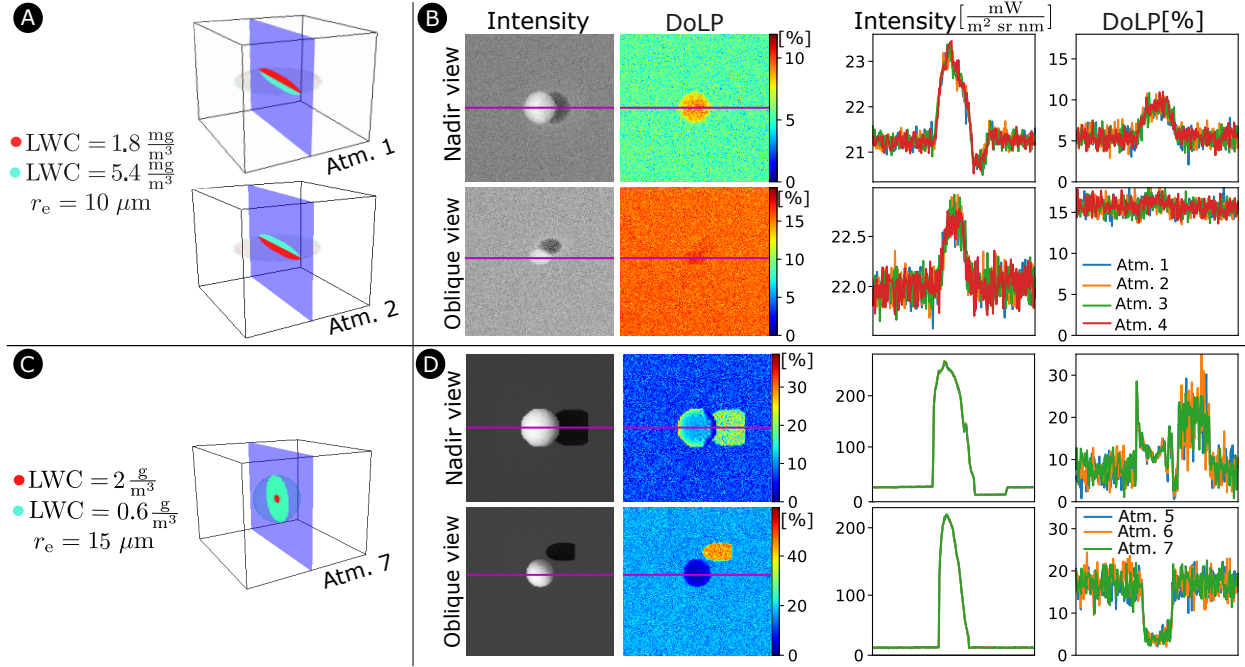 A
LWC = 1.8 mg/m³
LWC = 5.4 mg/m³
rₑ = 10 μm
Atm. 1
Atm. 2
B
Intensity DoLP Intensity [mW / m² sr nm] DoLP[%]
Nadir view
[%]
10
5
0
23
22
21
15
10
5
0
Oblique view
[%]
15
10
5
0
22.5
22.0
15
10
5
0
Atm. 1
Atm. 2
Atm. 3
Atm. 4
C
LWC = 2 g/m³
LWC = 0.6 g/m³
rₑ = 15 μm
Atm. 7
D
Nadir view
[%]
30
20
10
0
200
100
0
30
20
10
0
Oblique view
[%]
40
20
0
200
100
0
30
20
10
0
Atm. 5
Atm. 6
Atm. 7